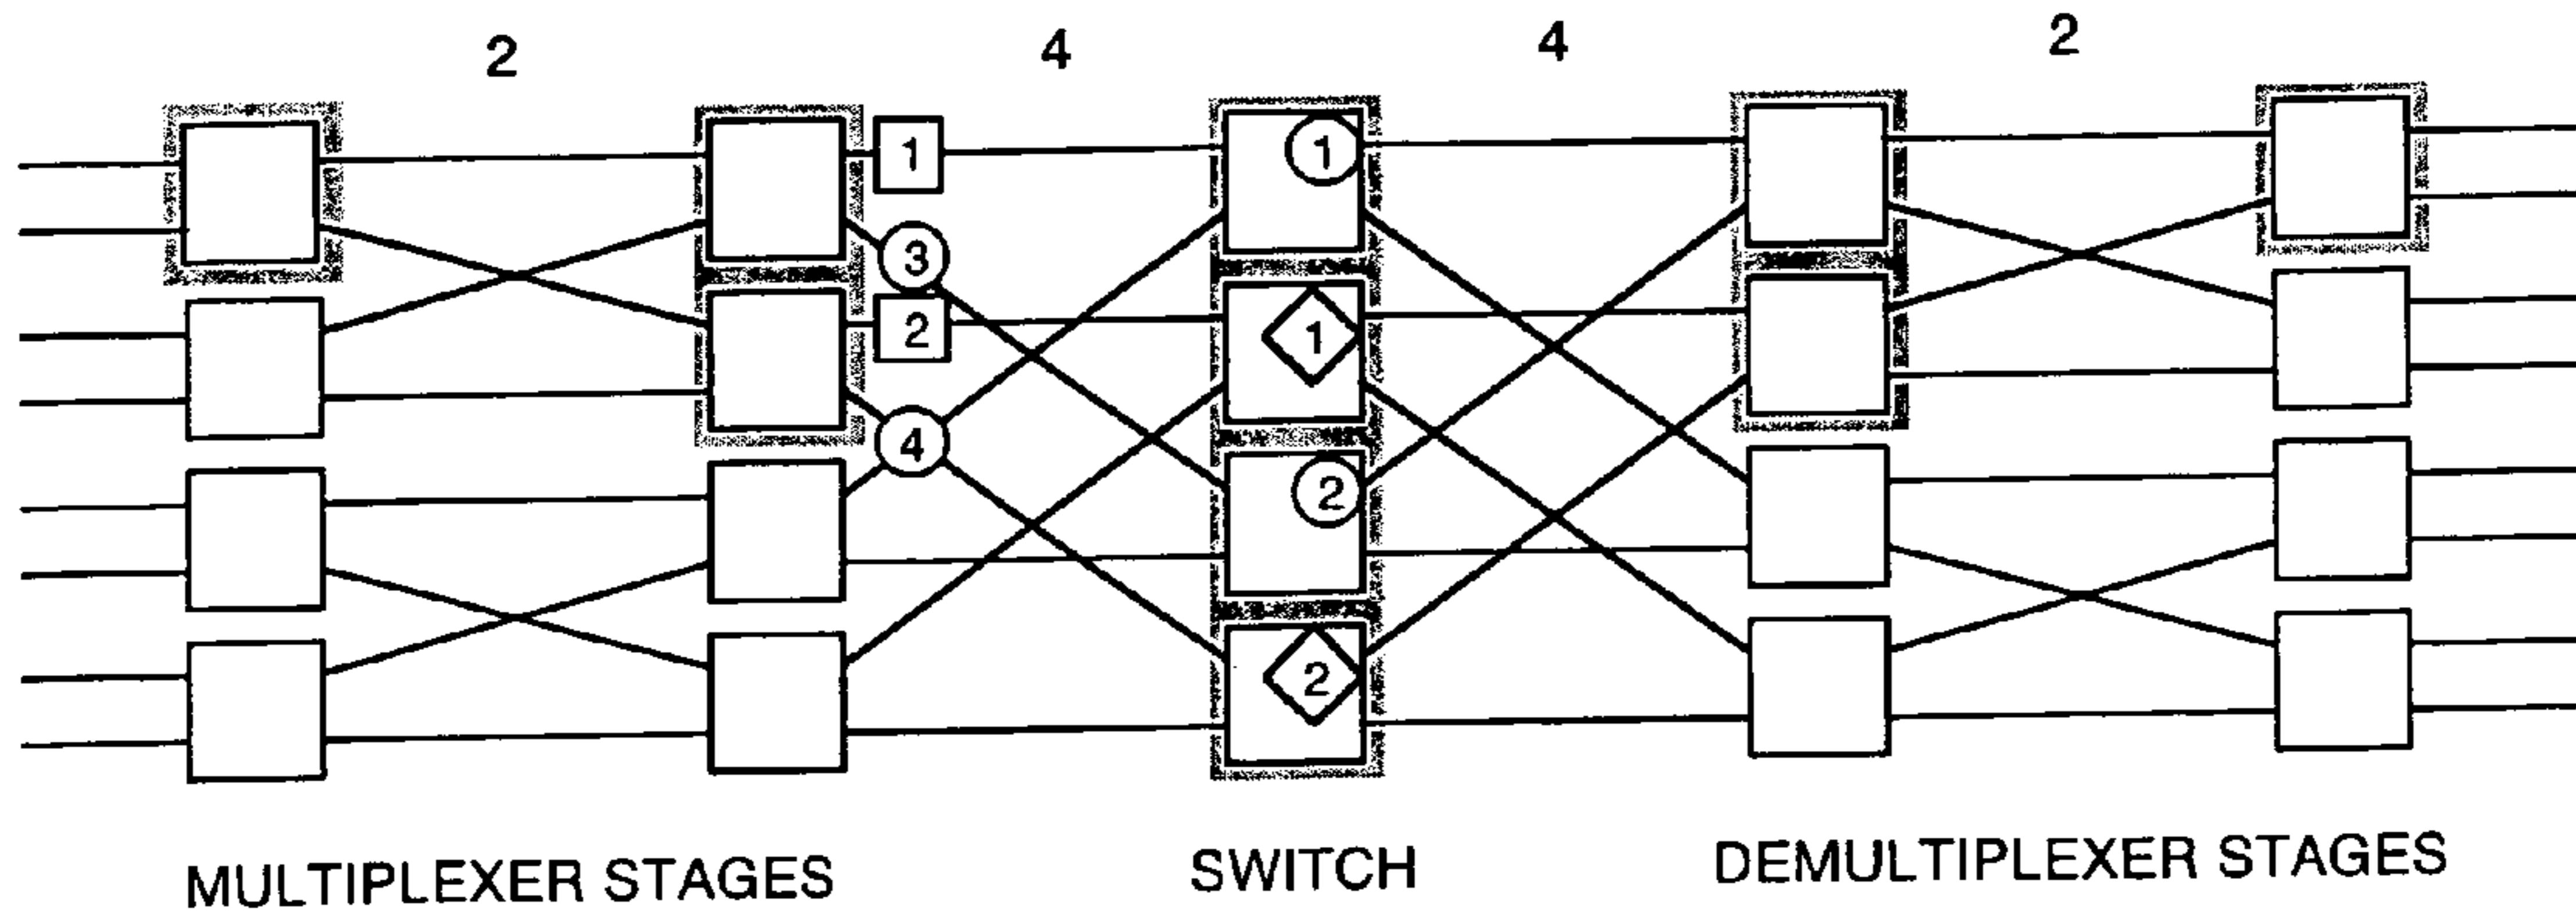 2 4 4 2
1 1
3
2 1
4 2
2
MULTIPLEXER STAGES SWITCH DEMULTIPLEXER STAGES